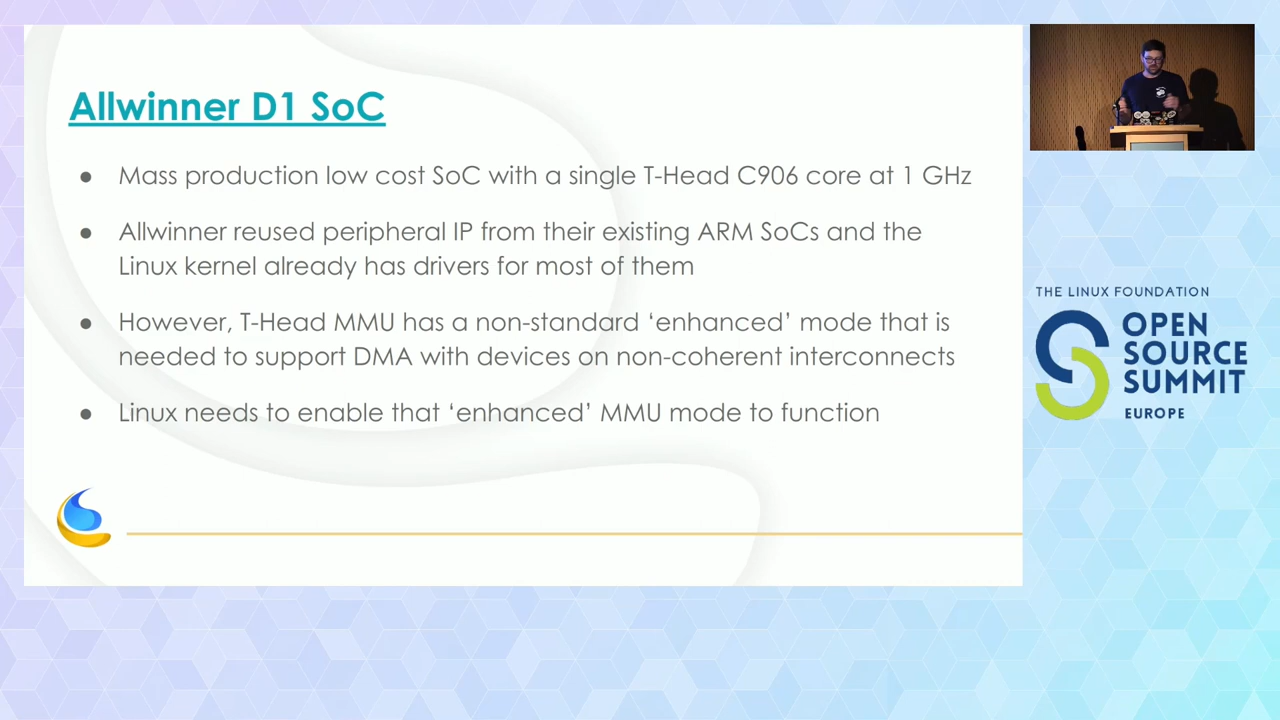 Allwinner D1 SoC
● Mass production low cost SoC with a single T-Head C906 core at 1 GHz
● Allwinner reused peripheral IP from their existing ARM SoCs and the
Linux kernel already has drivers for most of them
● However, T-Head MMU has a non-standard ‘enhanced’ mode that is
needed to support DMA with devices on non-coherent interconnects
● Linux needs to enable that ‘enhanced’ MMU mode to function
THE LINUX FOUNDATION
OPEN
SOURCE
SUMMIT
EUROPE